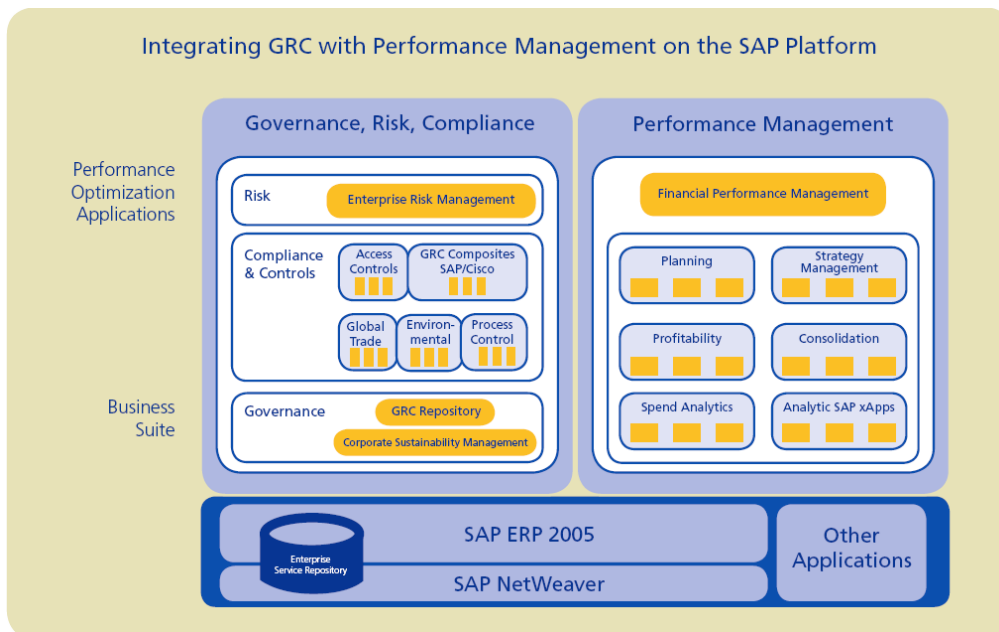 Integrating GRC with Performance Management on the SAP Platform
Governance, Risk, Compliance
Performance Management
Performance
Optimization
Applications
Risk
Enterprise Risk Management
Financial Performance Management
Compliance
& Controls
Access
Controls
GRC Composites
SAP/Cisco
Global
Trade
Environ-
mental
Process
Control
Planning
Strategy
Management
Profitability
Consolidation
Spend Analytics
Analytic SAP xApps
Business
Suite
Governance
GRC Repository
Corporate Sustainability Management
Enterprise
Service Repository
SAP ERP 2005
SAP NetWeaver
Other
Applications